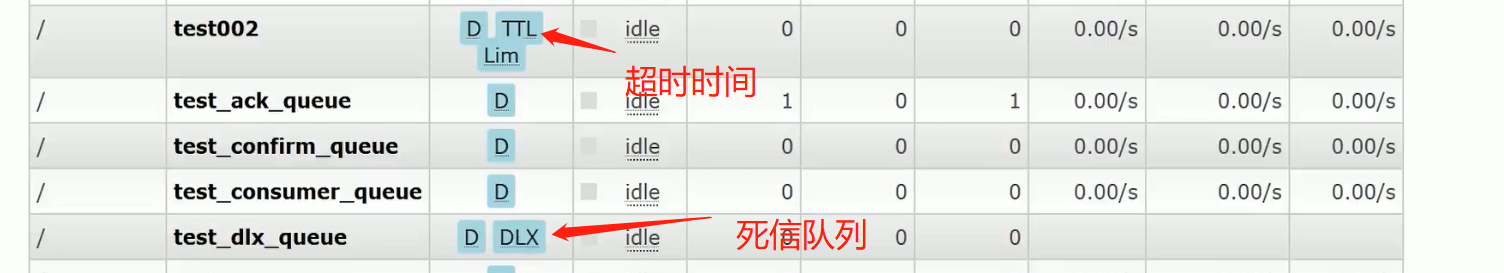 / test002 D TTL idle 0 0 0 0.00/s 0.00/s 0.00/s
Lim
超时时间
/ test_ack_queue D idle 1 0 1 0.00/s 0.00/s 0.00/s
/ test_confirm_queue D idle 0 0 0 0.00/s 0.00/s 0.00/s
/ test_consumer_queue D idle 0 0 0 0.00/s 0.00/s 0.00/s
/ test_dlx_queue D DLX idle 0 0 0
死信队列